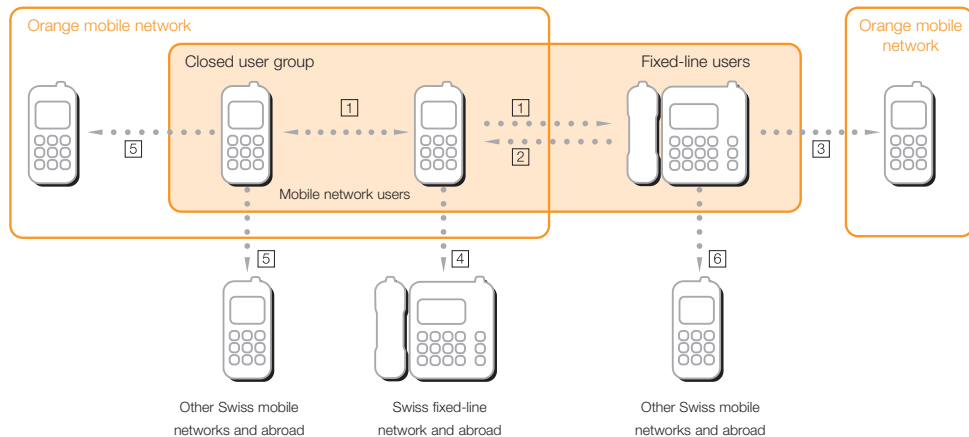 Orange mobile network
Orange mobile
network
Closed user group
Fixed-line users
1
1
2
5
3
Mobile network users
5
4
6
Other Swiss mobile
networks and abroad
Swiss fixed-line
network and abroad
Other Swiss mobile
networks and abroad